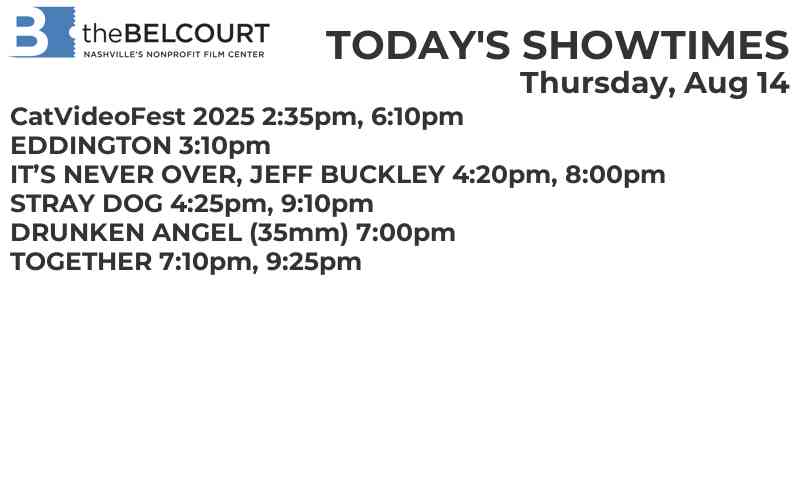 B theBELCOURT
NASHVILLE'S NONPROFIT FILM CENTER
TODAY'S SHOWTIMES
Thursday, Aug 14
CatVideoFest 2025 2:35pm, 6:10pm
EDDINGTON 3:10pm
IT’S NEVER OVER, JEFF BUCKLEY 4:20pm, 8:00pm
STRAY DOG 4:25pm, 9:10pm
DRUNKEN ANGEL (35mm) 7:00pm
TOGETHER 7:10pm, 9:25pm